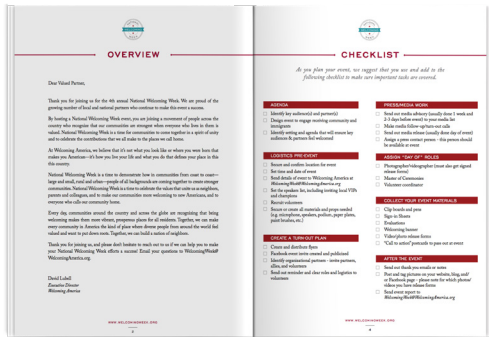 OVERVIEW
Dear Valued Partner,
Thank you for joining us for the 4th annual National Welcoming Week. We are proud of the
growing number of local and national partners who continue to make this event a success.
By hosting a National Welcoming Week event, you are joining a movement of people across the
country who recognize that our communities are strongest when everyone who lives in them is
valued. National Welcoming Week is a time for communities to come together in a spirit of unity
and to celebrate the contributions that we all make to the places we call home.
At Welcoming America, we believe that it's not what you look like or where you were born that
makes you American—it's how you live your life and what you do that defines your place in this
this country.
National Welcoming Week is a time to demonstrate how in communities from coast to coast—
large and small, rural and urban—people of all backgrounds are coming together to create stronger
communities. National Welcoming Week is a time to celebrate the values that unite us as neighbors,
parents and colleagues, and to make our communities more welcoming to new Americans, and to
everyone who calls our community home.
Every day, communities around the country and across the globe are recognizing that being
welcoming makes them more vibrant, prosperous places for all residents. Together, we can make
every community in America the kind of place where diverse people from around the world feel
valued and want to put down roots. Together, we can build a nation of neighbors.
Thank you for joining us, and please don't hesitate to reach out to us if we can help you to make
your National Welcoming Week efforts a success! Email your questions to WelcomingWeek@
WelcomingAmerica.org.
David Lubell
Executive Director
Welcoming America
WWW.WELCOMINGWEEK.ORG
3
CHECKLIST
As you plan your event, we suggest that you use and add to the
following checklist to make sure important tasks are covered.
AGENDA
Identify key audience(s) and partner(s)
Design event to engage receiving community and
immigrants
Identify setting and agenda that will ensure key
audiences & partners feel welcomed
LOGISTICS PRE-EVENT
Secure and confirm location for event
Set time and date of event
Send details of event to Welcoming America at
WelcomingWeek@WelcomingAmerica.org
Set the speakers list, including inviting local VIPs
and champions
Recruit volunteers
Secure or create all materials and props needed
(e.g. microphone, speakers, podium, paper plates,
paint brushes, etc.)
CREATE A TURN-OUT PLAN
Create and distribute flyers
Facebook event invite created and publicized
Identify organizational partners - invite partners,
allies, and volunteers
Send out reminder and clear roles and logistics to
volunteers
PRESS/MEDIA WORK
Send out media advisory (usually done 1 week and
2-3 days before event) to your media list
Make media follow-up/turn-out calls
Send out media release (usually done day of event)
Assign a press contact person - this person should
be available at event
ASSIGN "DAY OF" ROLES
Photographer/videographer (must also get signed
release forms)
Master of Ceremonies
Volunteer coordinator
COLLECT YOUR EVENT MATERIALS
Clip boards and pens
Sign-in Sheets
Evaluations
Welcoming banner
Video/photo release forms
"Call to action" postcards to pass out at event
AFTER THE EVENT
Send out thank you emails or notes
Post and tag pictures on your website, blog, and/
or Facebook page - please note for which photos/
videos you have release forms
Send event report to
WelcomingWeek@WelcomingAmerica.org
WWW.WELCOMINGWEEK.ORG
4